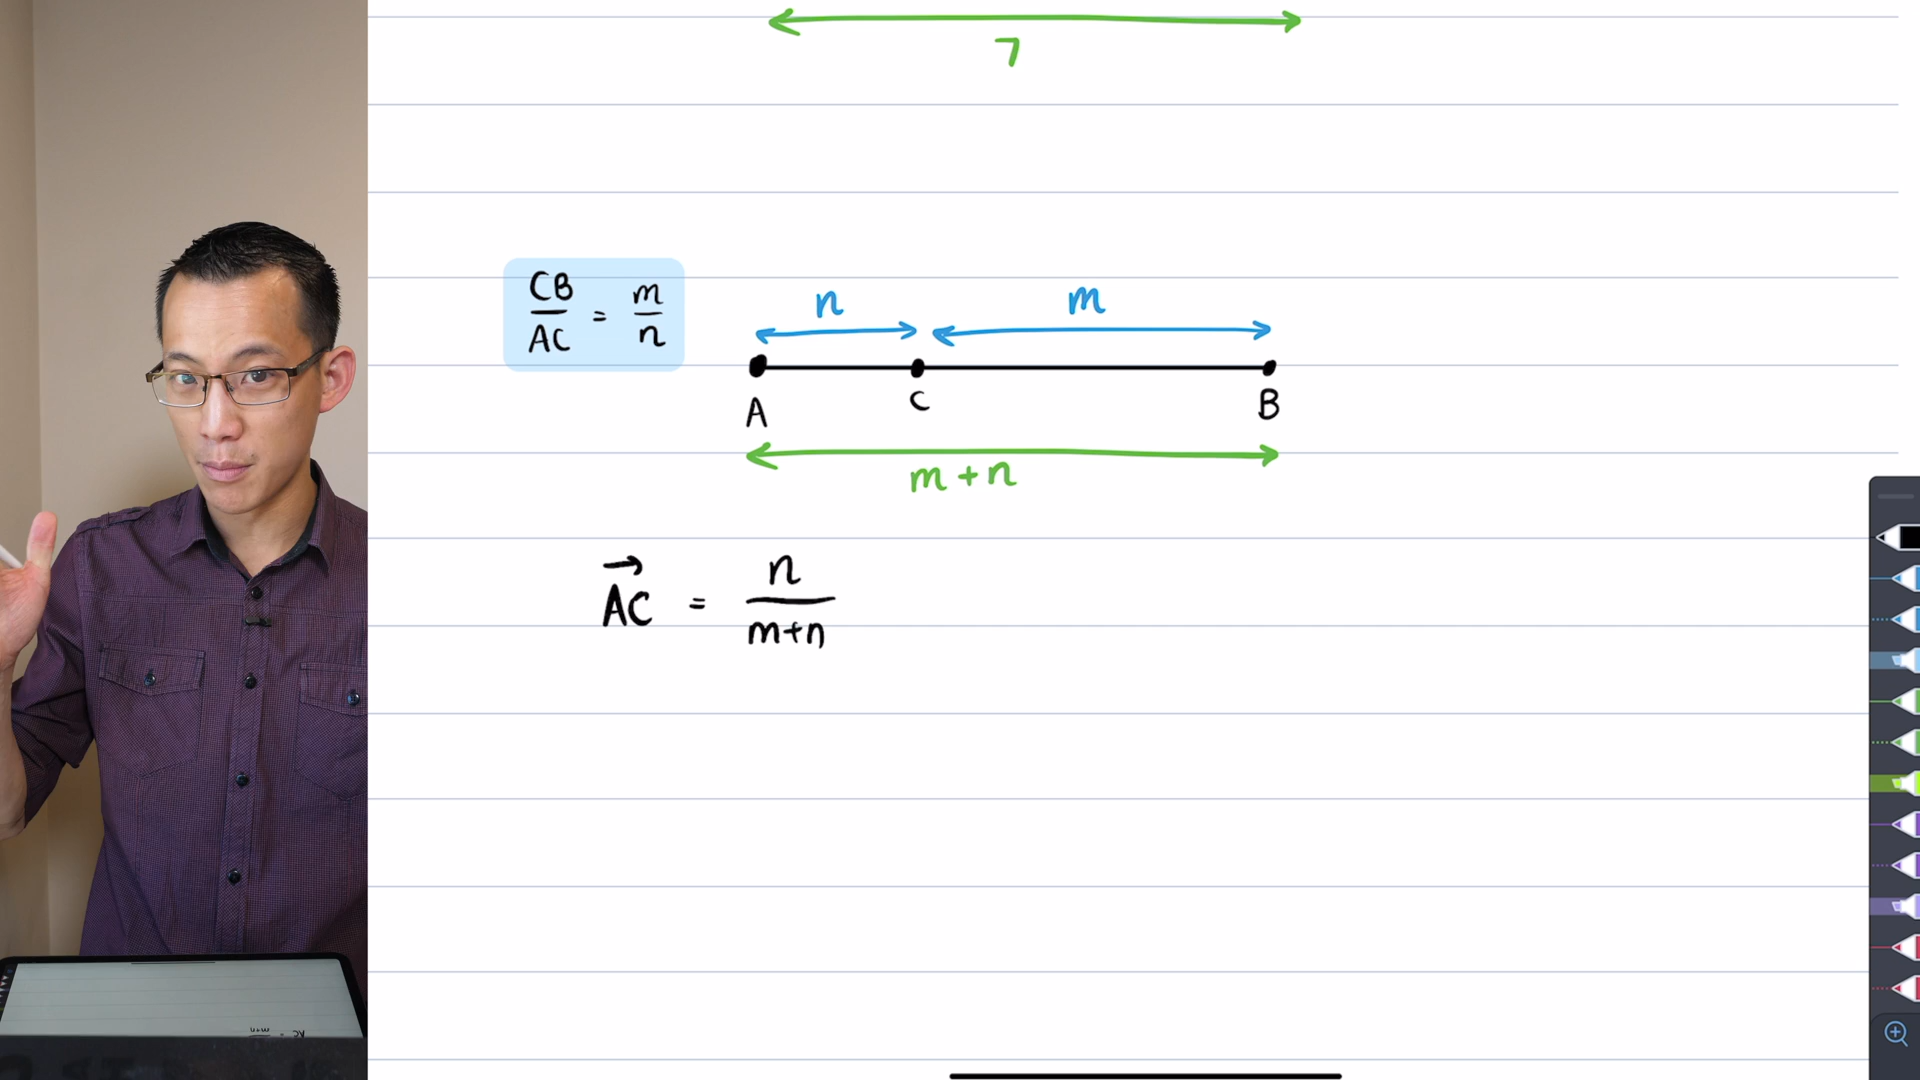 7
CB/AC = m/n
n m
A C B
m + n
→AC = n/m+n